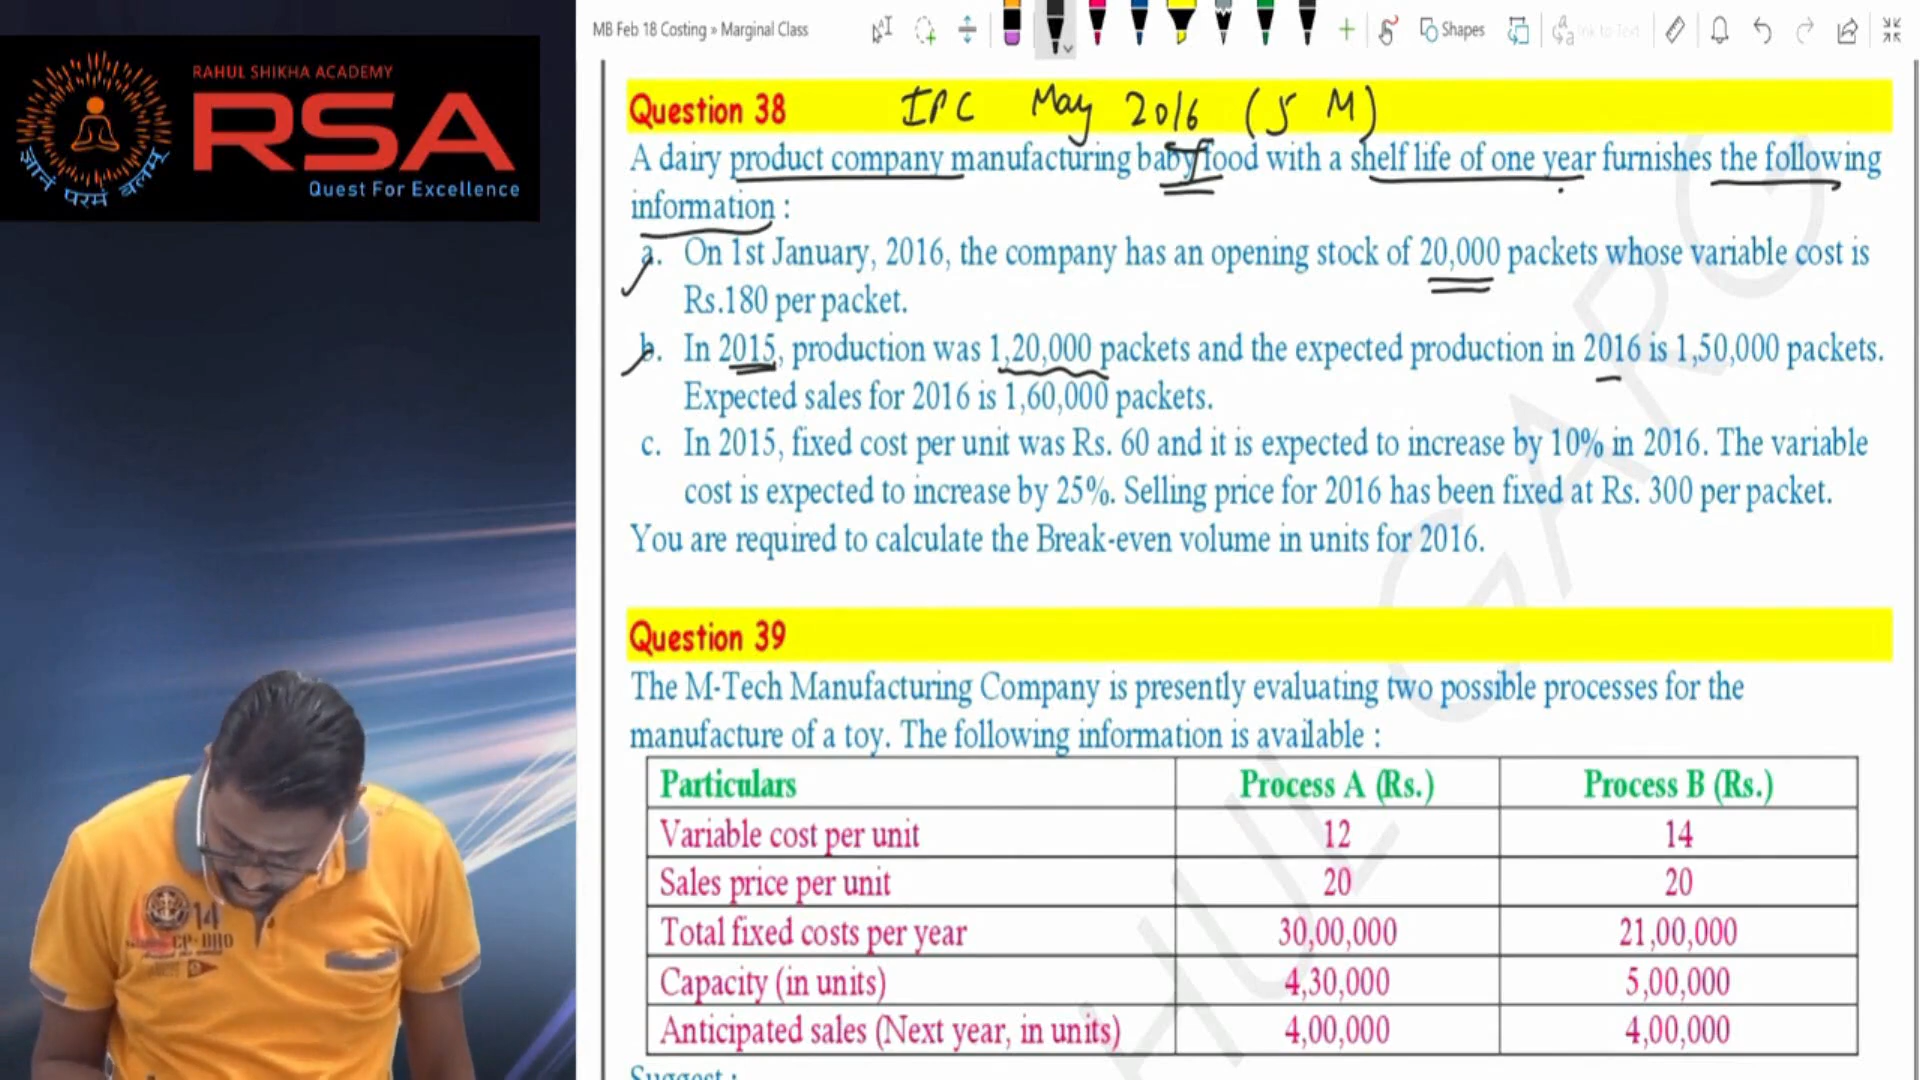 MB Feb 18 Costing » Marginal Class
Shapes
Ink to Text
RAHUL SHIKHA ACADEMY
RSA
Quest For Excellence
ज्ञानं परमं बलम्
Question 38 IPC May 2016 (5 M)
A dairy product company manufacturing baby food with a shelf life of one year furnishes the following
information :
a. On 1st January, 2016, the company has an opening stock of 20,000 packets whose variable cost is
Rs.180 per packet.
b. In 2015, production was 1,20,000 packets and the expected production in 2016 is 1,50,000 packets.
Expected sales for 2016 is 1,60,000 packets.
c. In 2015, fixed cost per unit was Rs. 60 and it is expected to increase by 10% in 2016. The variable
cost is expected to increase by 25%. Selling price for 2016 has been fixed at Rs. 300 per packet.
You are required to calculate the Break-even volume in units for 2016.
Question 39
The M-Tech Manufacturing Company is presently evaluating two possible processes for the
manufacture of a toy. The following information is available :
Particulars Process A (Rs.) Process B (Rs.)
Variable cost per unit 12 14
Sales price per unit 20 20
Total fixed costs per year 30,00,000 21,00,000
Capacity (in units) 4,30,000 5,00,000
Anticipated sales (Next year, in units) 4,00,000 4,00,000
Suggest :
HUL GARG
14